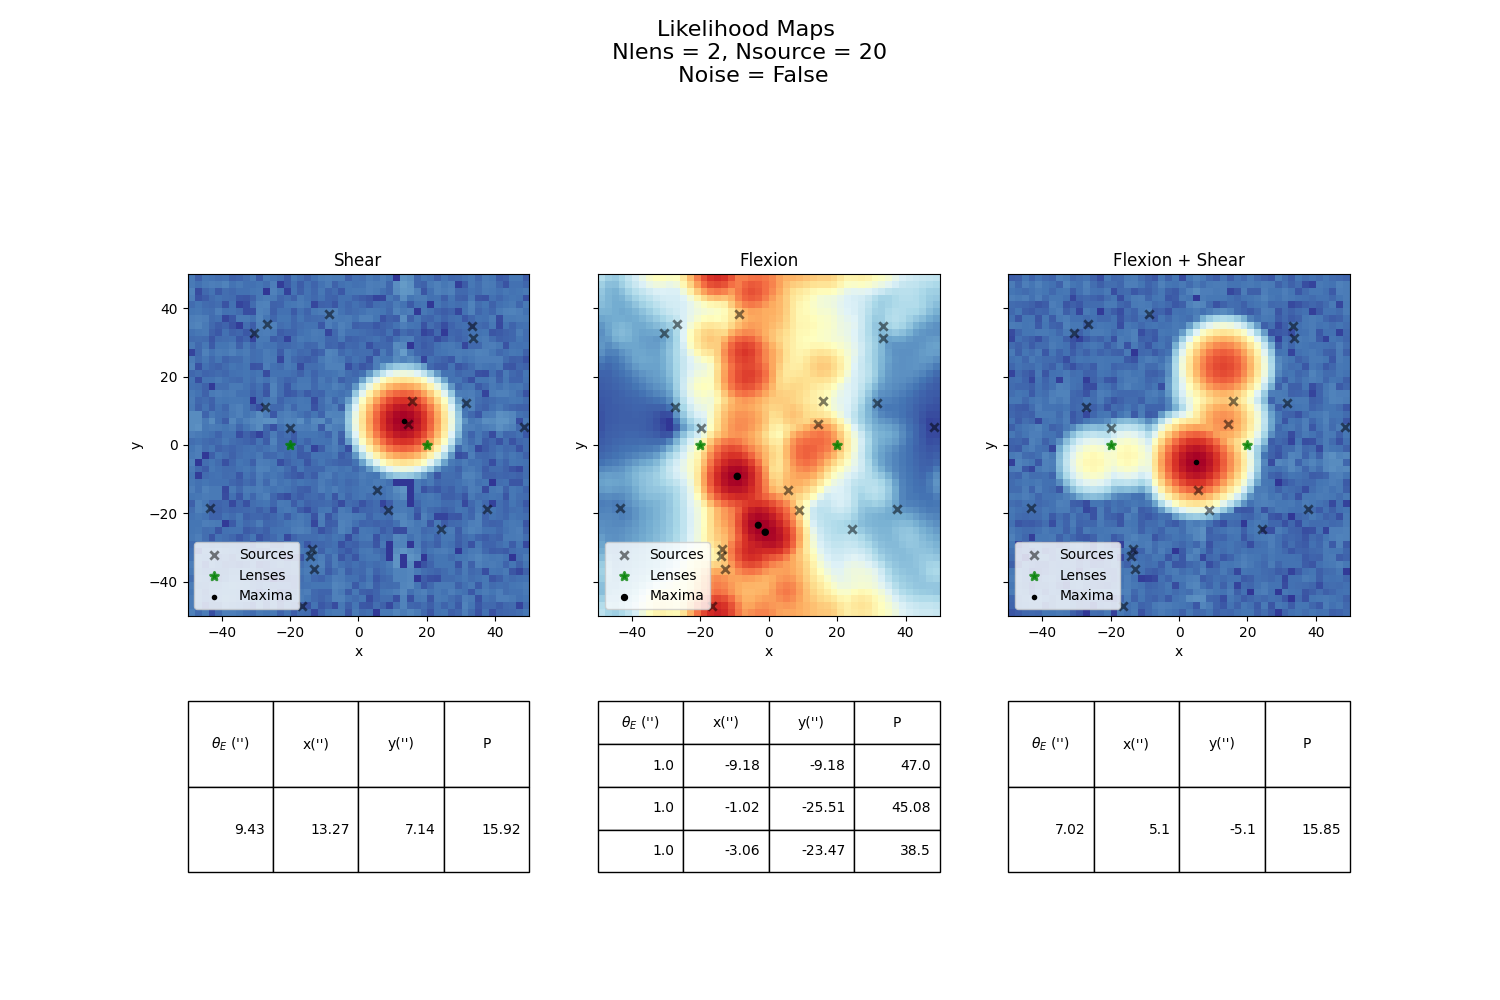 Likelihood Maps
Nlens = 2, Nsource = 20
Noise = False
Shear
Flexion
Flexion + Shear
40
20
0
−20
−40
y
−40 −20 0 20 40
x
Sources
Lenses
Maxima
y
−40 −20 0 20 40
x
Sources
Lenses
Maxima
y
−40 −20 0 20 40
x
Sources
Lenses
Maxima
θE ('') x('') y('') P
9.43 13.27 7.14 15.92
θE ('') x('') y('') P
1.0 -9.18 -9.18 47.0
1.0 -1.02 -25.51 45.08
1.0 -3.06 -23.47 38.5
θE ('') x('') y('') P
7.02 5.1 -5.1 15.85